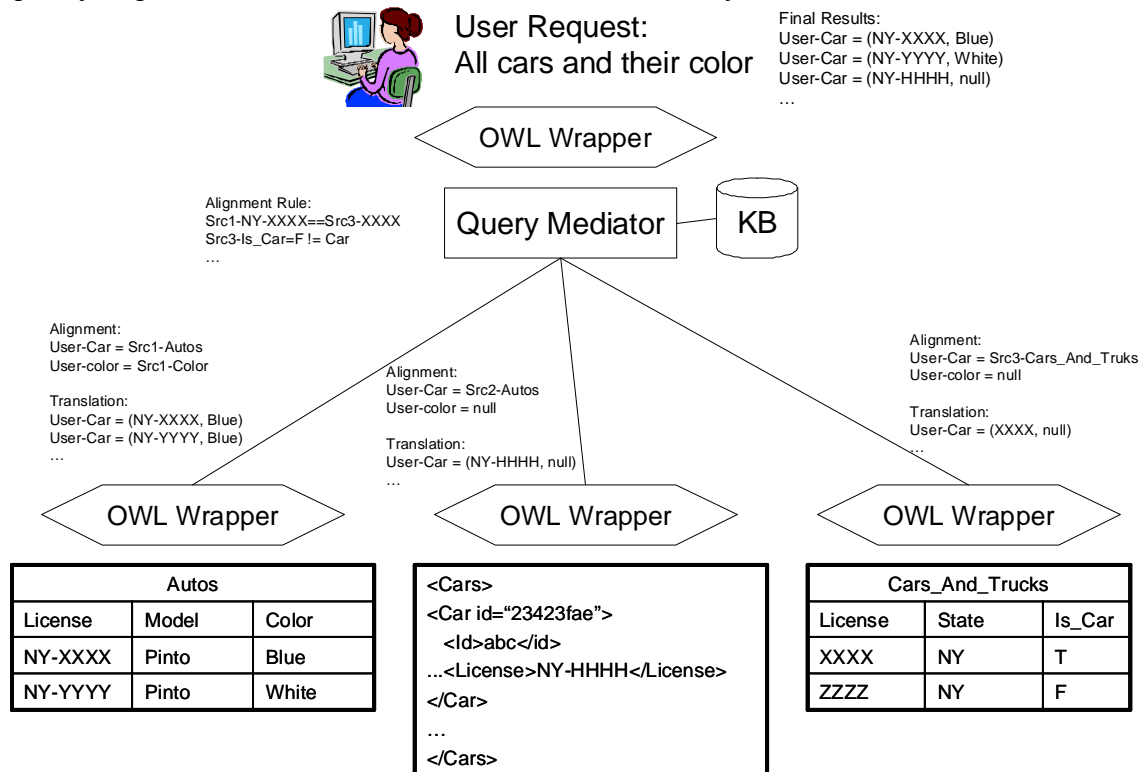 User Request:
All cars and their color
Final Results:
User-Car = (NY-XXXX, Blue)
User-Car = (NY-YYYY, White)
User-Car = (NY-HHHH, null)
…
OWL Wrapper
Alignment Rule:
Src1-NY-XXXX==Src3-XXXX
Src3-Is_Car=F != Car
…
Query Mediator
KB
Alignment:
User-Car = Src1-Autos
User-color = Src1-Color
Translation:
User-Car = (NY-XXXX, Blue)
User-Car = (NY-YYYY, Blue)
…
Alignment:
User-Car = Src2-Autos
User-color = null
Translation:
User-Car = (NY-HHHH, null)
…
Alignment:
User-Car = Src3-Cars_And_Truks
User-color = null
Translation:
User-Car = (XXXX, null)
…
OWL Wrapper
OWL Wrapper
OWL Wrapper
Autos
License Model Color
NY-XXXX Pinto Blue
NY-YYYY Pinto White
<Cars>
<Car id=“23423fae”>
<Id>abc</id>
...<License>NY-HHHH</License>
</Car>
…
</Cars>
Cars_And_Trucks
License State Is_Car
XXXX NY T
ZZZZ NY F